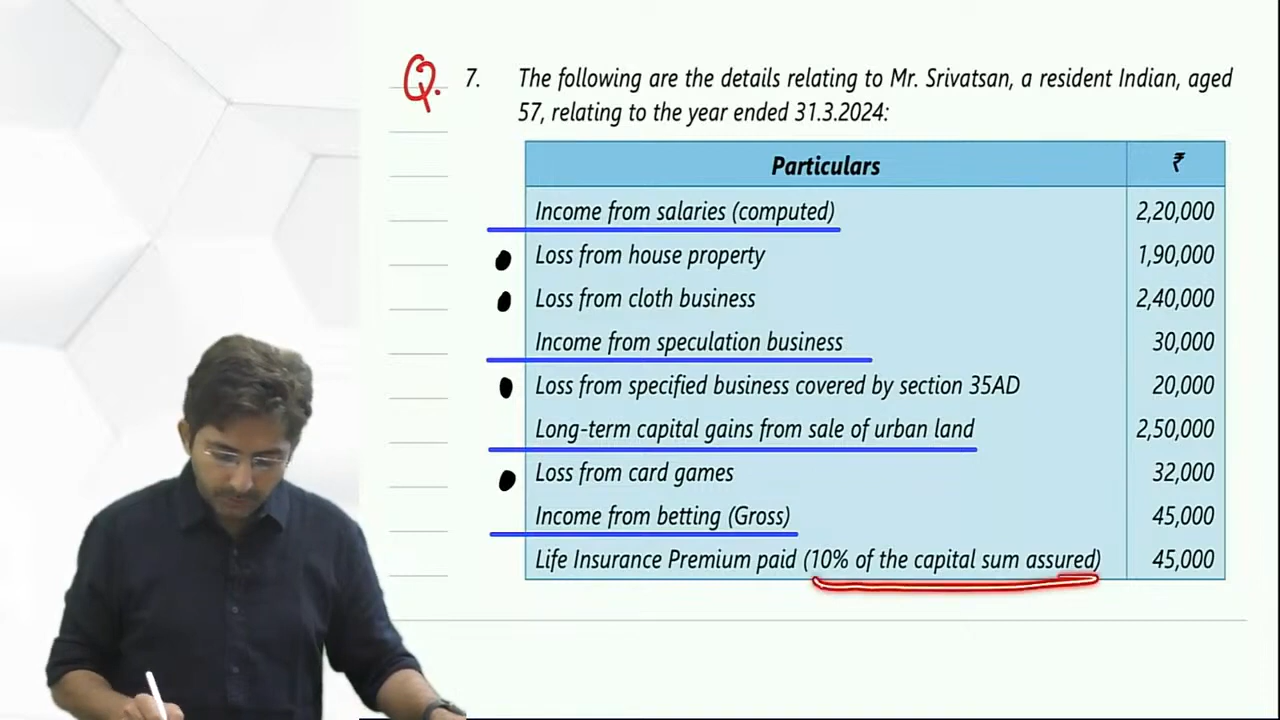 Q. 7. The following are the details relating to Mr. Srivatsan, a resident Indian, aged
57, relating to the year ended 31.3.2024:
Particulars ₹
Income from salaries (computed) 2,20,000
Loss from house property 1,90,000
Loss from cloth business 2,40,000
Income from speculation business 30,000
Loss from specified business covered by section 35AD 20,000
Long-term capital gains from sale of urban land 2,50,000
Loss from card games 32,000
Income from betting (Gross) 45,000
Life Insurance Premium paid (10% of the capital sum assured) 45,000